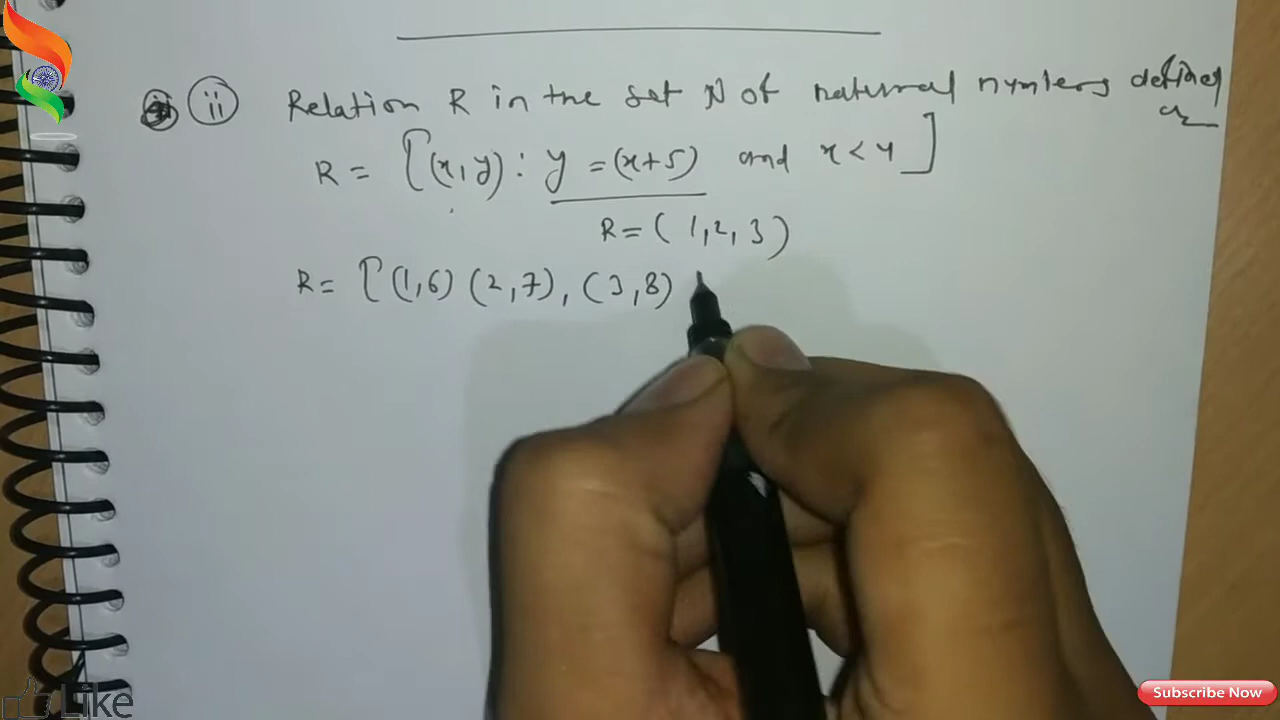 ii Relation R in the set N of natural numbers defined as
R = [(x,y) : y = (x+5) and x < 4]
R = ( 1, 2, 3 )
R = [(1,6) (2,7), (3,8)
Like
Subscribe Now